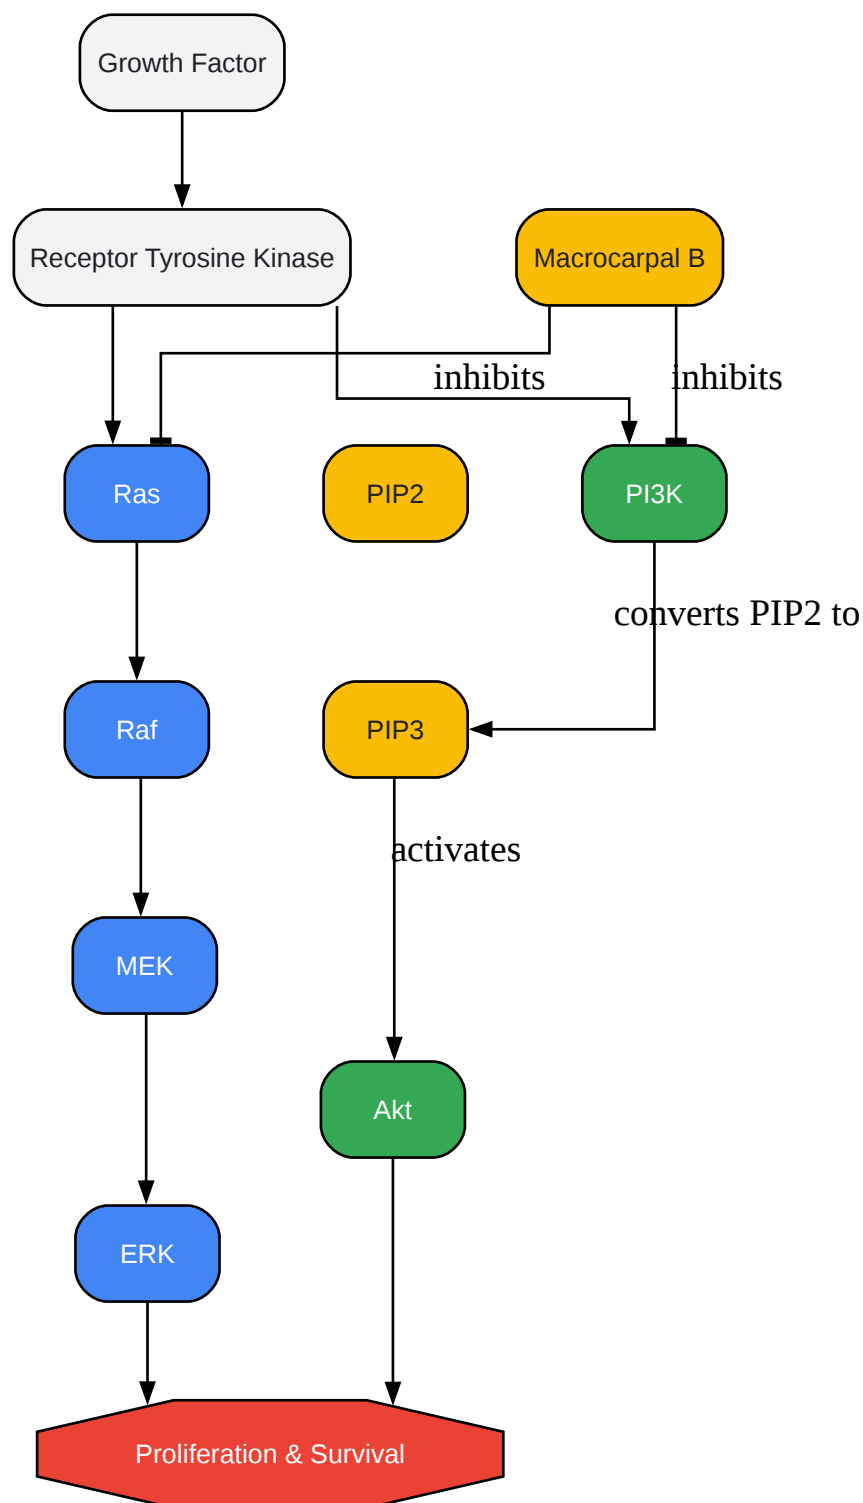 Growth Factor
Receptor Tyrosine Kinase
Macrocarpal B
inhibits
inhibits
Ras
PIP2
PI3K
converts PIP2 to
Raf
PIP3
activates
MEK
Akt
ERK
Proliferation & Survival